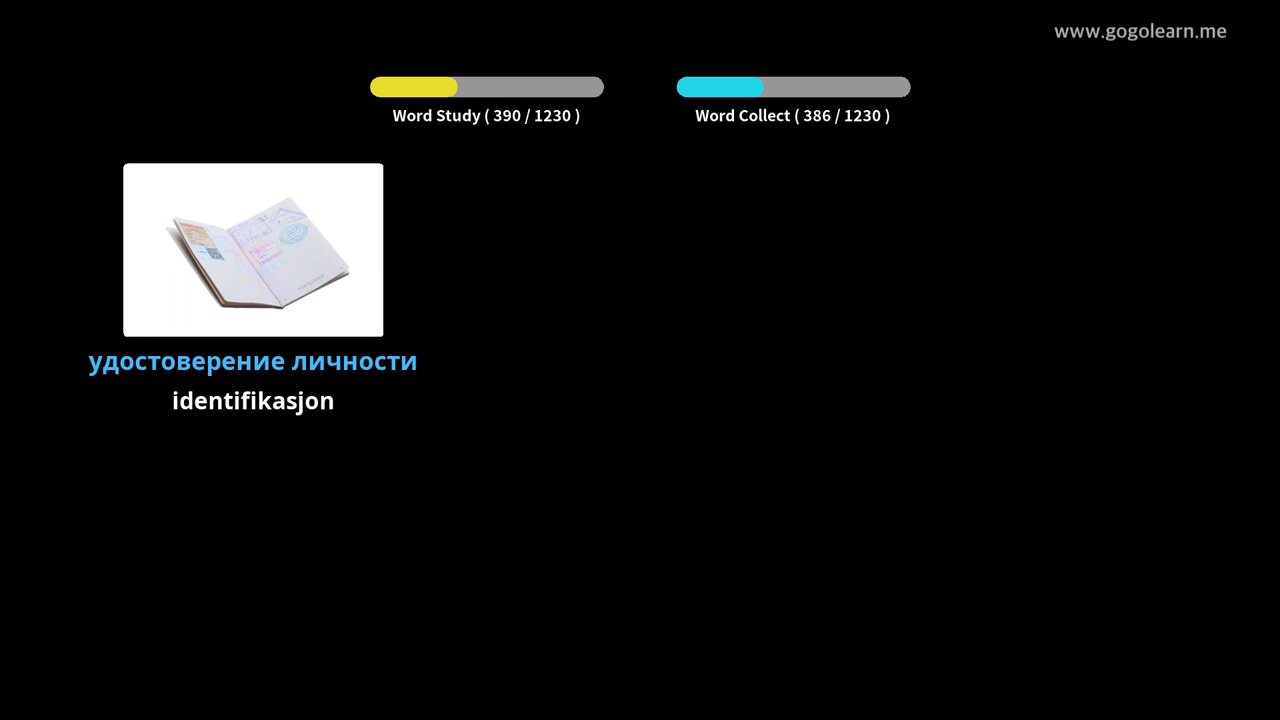 www.gogolearn.me
Word Study ( 390 / 1230 )
Word Collect ( 386 / 1230 )
удостоверение личности
identifikasjon